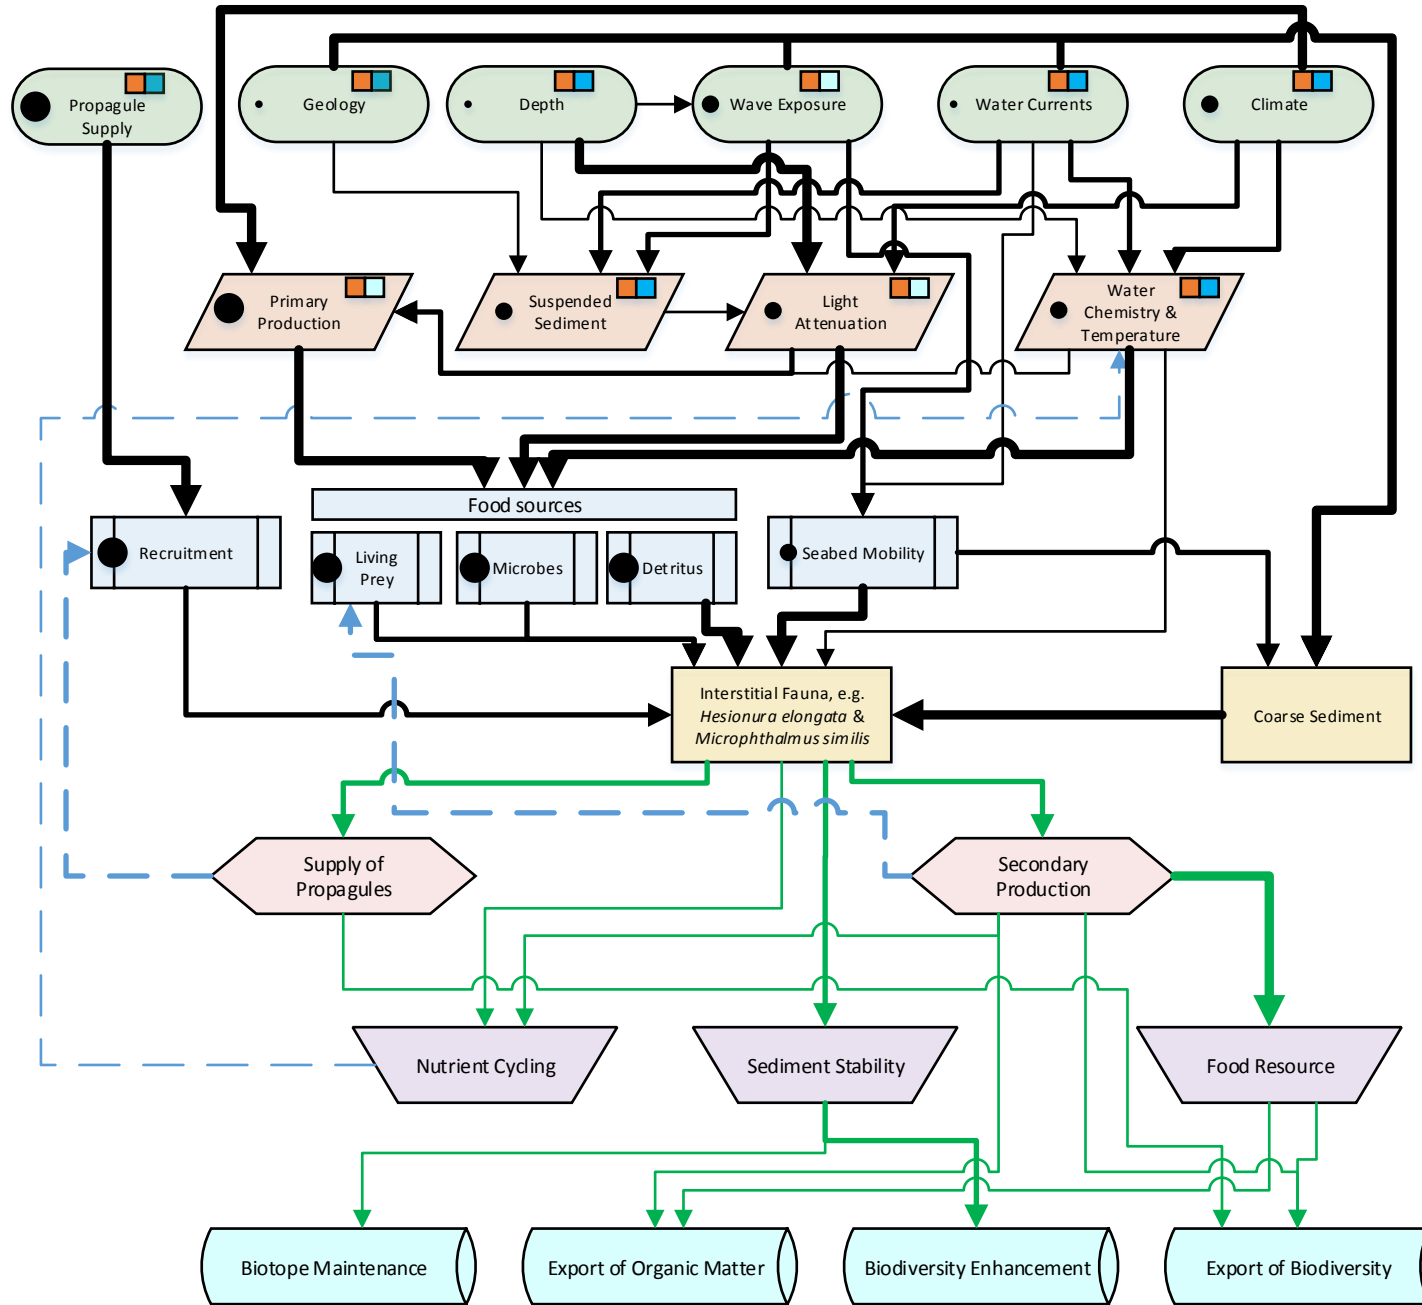 Propagule
Supply
Geology
Depth
Wave Exposure
Water Currents
Climate
Primary
Production
Suspended
Sediment
Light
Attenuation
Water
Chemistry &
Temperature
Food sources
Recruitment
Living
Prey
Microbes
Detritus
Seabed Mobility
Interstitial Fauna, e.g.
Hesionura elongata &
Microphthalmus similis
Coarse Sediment
Supply of
Propagules
Secondary
Production
Nutrient Cycling
Sediment Stability
Food Resource
Biotope Maintenance
Export of Organic Matter
Biodiversity Enhancement
Export of Biodiversity